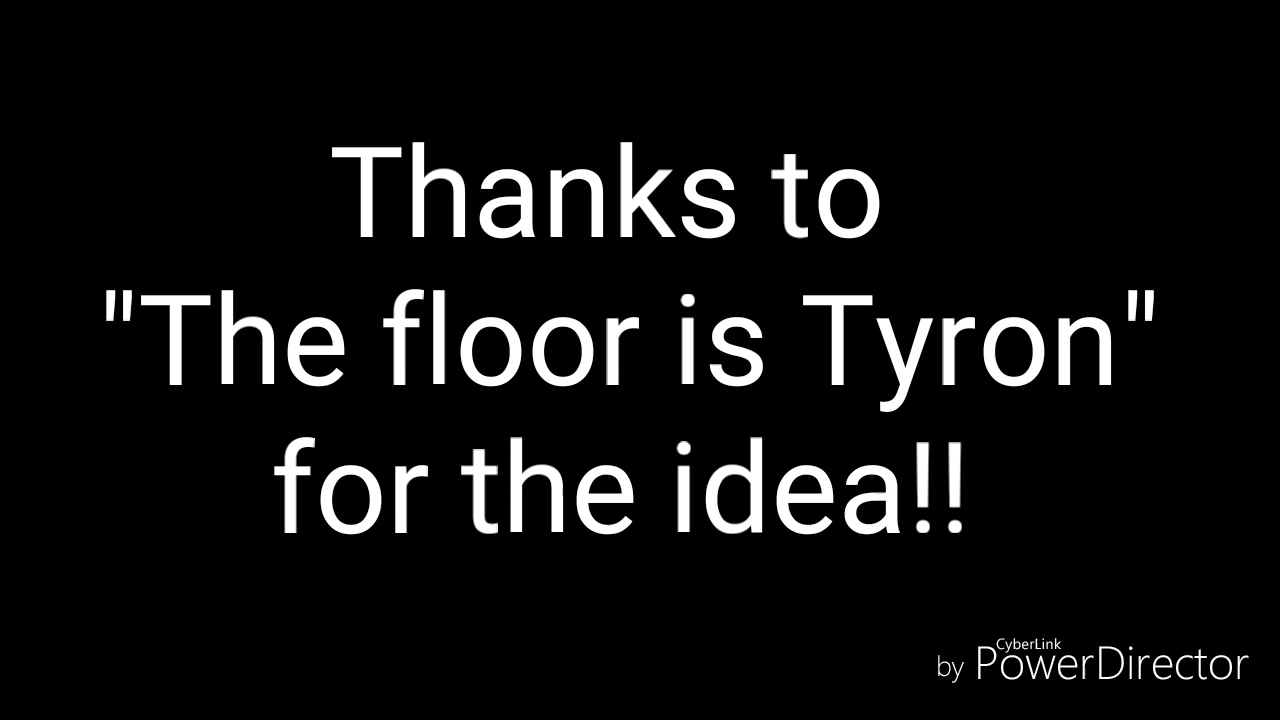 Thanks to
"The floor is Tyron"
for the idea!!
CyberLink
by PowerDirector